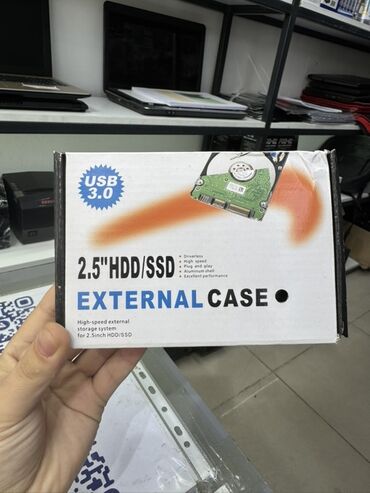 USB
3.0
2.5"HDD/SSD
• Driverless
• High speed
• Plug and play
• Aluminum shell
• Excellent performance
EXTERNAL CASE
High-speed external
storage system
for 2.5inch HDD/SSD